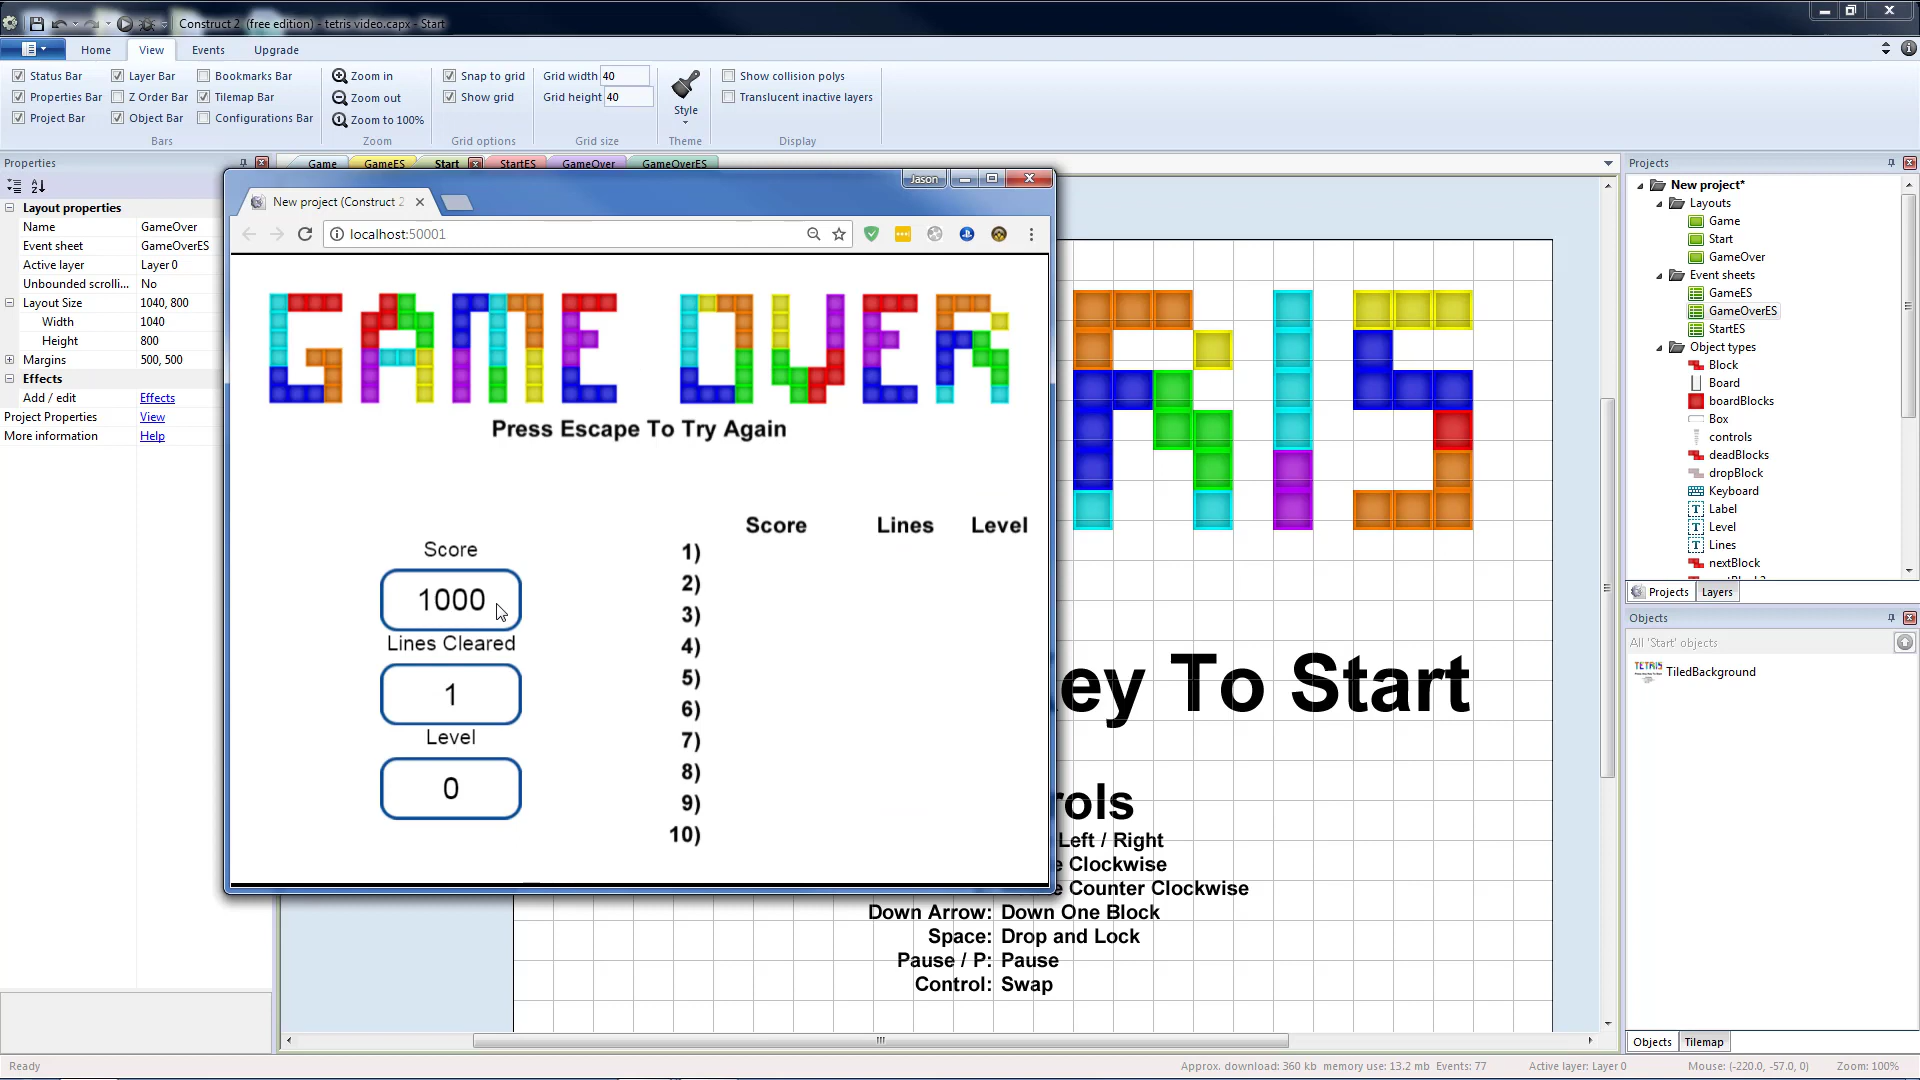 Construct 2  (free edition) - tetris video.capx - Start
Home View Events Upgrade
Status Bar Layer Bar Bookmarks Bar Zoom in Snap to grid Grid width 40 Show collision polys
Properties Bar Z Order Bar Tilemap Bar Zoom out Show grid Grid height 40 Translucent inactive layers
Project Bar Object Bar Configurations Bar Zoom to 100% Style
Bars Zoom Grid options Grid size Theme Display
Properties Game GameES Start StartES GameOver GameOverES Projects
Layout properties
Name GameOver
Event sheet GameOverES
Active layer Layer 0
Unbounded scrolli... No
Layout Size 1040, 800
Width 1040
Height 800
Margins 500, 500
Effects
Add / edit Effects
Project Properties View
More information Help
Jason
New project (Construct 2
localhost:50001
GAME OVER
Press Escape To Try Again
Score Lines Level
Score
1000
Lines Cleared
1
Level
0
1)
2)
3)
4)
5)
6)
7)
8)
9)
10)
RIS
ey To Start
rols
Left / Right
e Clockwise
e Counter Clockwise
Down Arrow: Down One Block
Space: Drop and Lock
Pause / P: Pause
Control: Swap
New project*
Layouts
Game
Start
GameOver
Event sheets
GameES
GameOverES
StartES
Object types
Block
Board
boardBlocks
Box
controls
deadBlocks
dropBlock
Keyboard
Label
Level
Lines
nextBlock
Projects Layers
Objects
All 'Start' objects
TETRIS
TiledBackground
Objects Tilemap
Ready Approx. download: 360 kb memory use: 13.2 mb Events: 77 Active layer: Layer 0 Mouse: (-220.0, -57.0, 0) Zoom: 100%